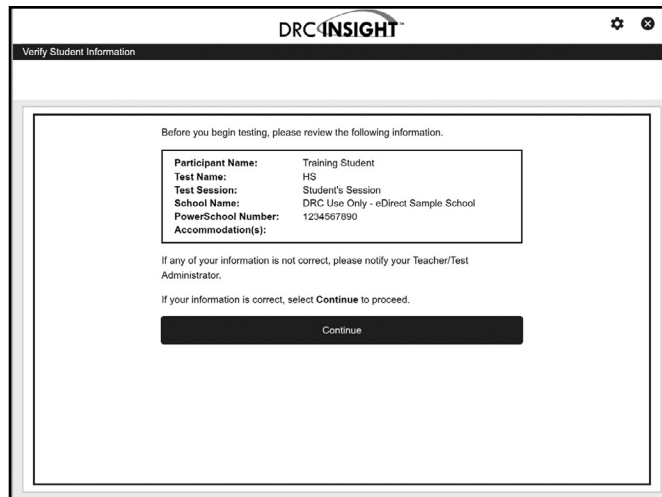 DRC INSIGHT™
Verify Student Information
Before you begin testing, please review the following information.
Participant Name: Training Student
Test Name: HS
Test Session: Student's Session
School Name: DRC Use Only - eDirect Sample School
PowerSchool Number: 1234567890
Accommodation(s):
If any of your information is not correct, please notify your Teacher/Test
Administrator.
If your information is correct, select Continue to proceed.
Continue